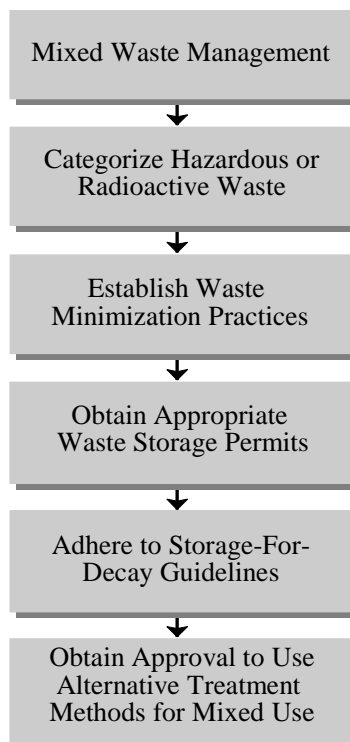 Mixed Waste Management
Categorize Hazardous or
Radioactive Waste
Establish Waste
Minimization Practices
Obtain Appropriate
Waste Storage Permits
Adhere to Storage-For-
Decay Guidelines
Obtain Approval to Use
Alternative Treatment
Methods for Mixed Use